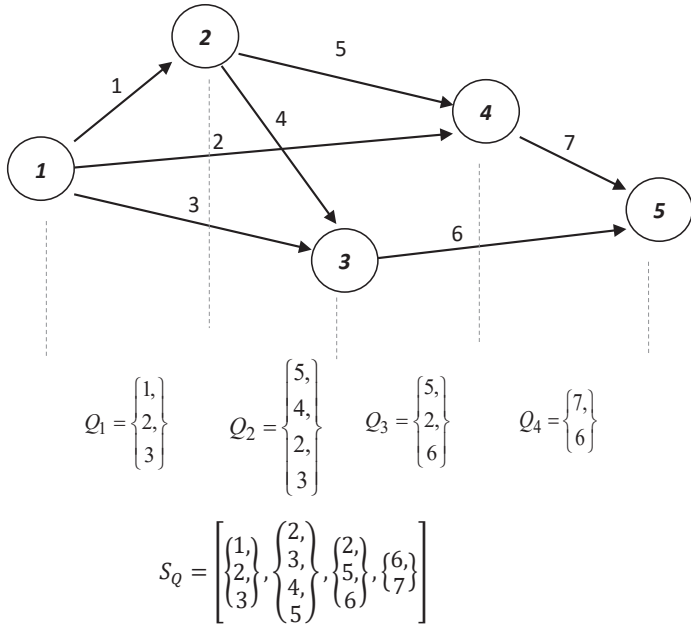 2
5
1
4
4
2
7
1
3
5
6
3
Q₁ = {1, 2, 3}
Q₂ = {5, 4, 2, 3}
Q₃ = {5, 2, 6}
Q₄ = {7, 6}
S_Q = [{1, 2, 3}, {2, 3, 4, 5}, {2, 5, 6}, {6, 7}]